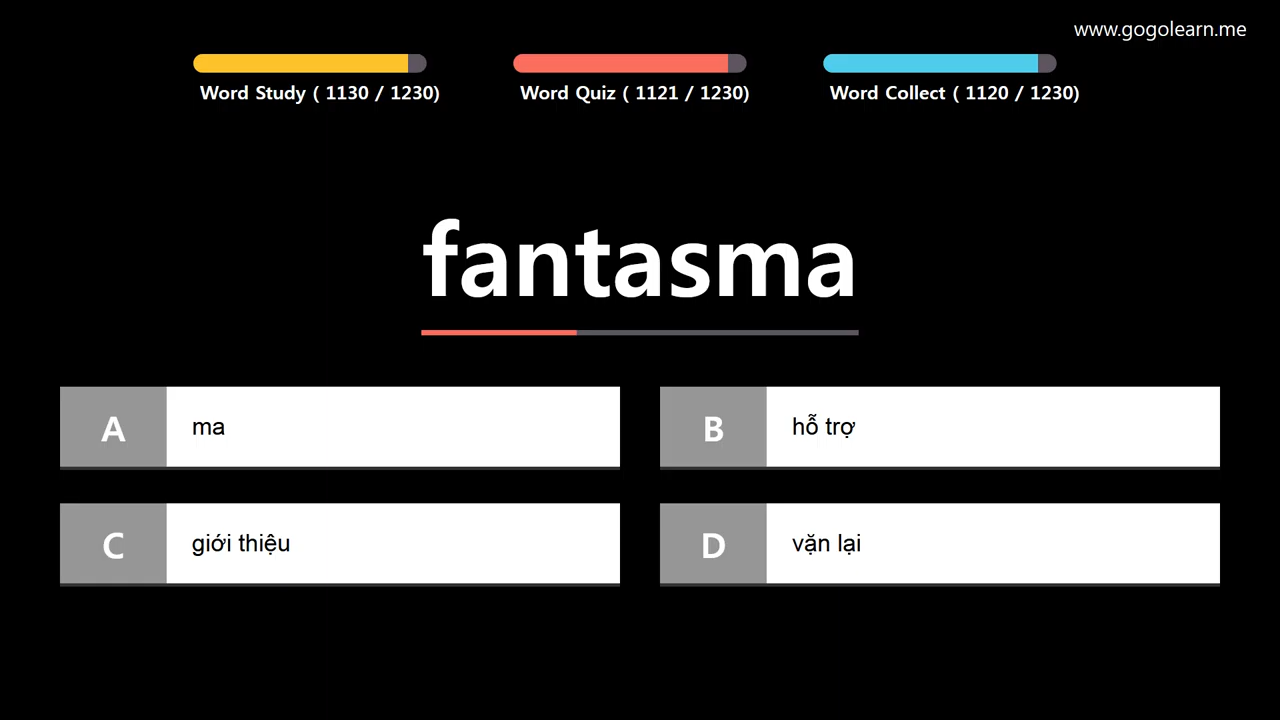 www.gogolearn.me
Word Study ( 1130 / 1230)
Word Quiz ( 1121 / 1230)
Word Collect ( 1120 / 1230)
fantasma
A ma
B hỗ trợ
C giới thiệu
D vặn lại